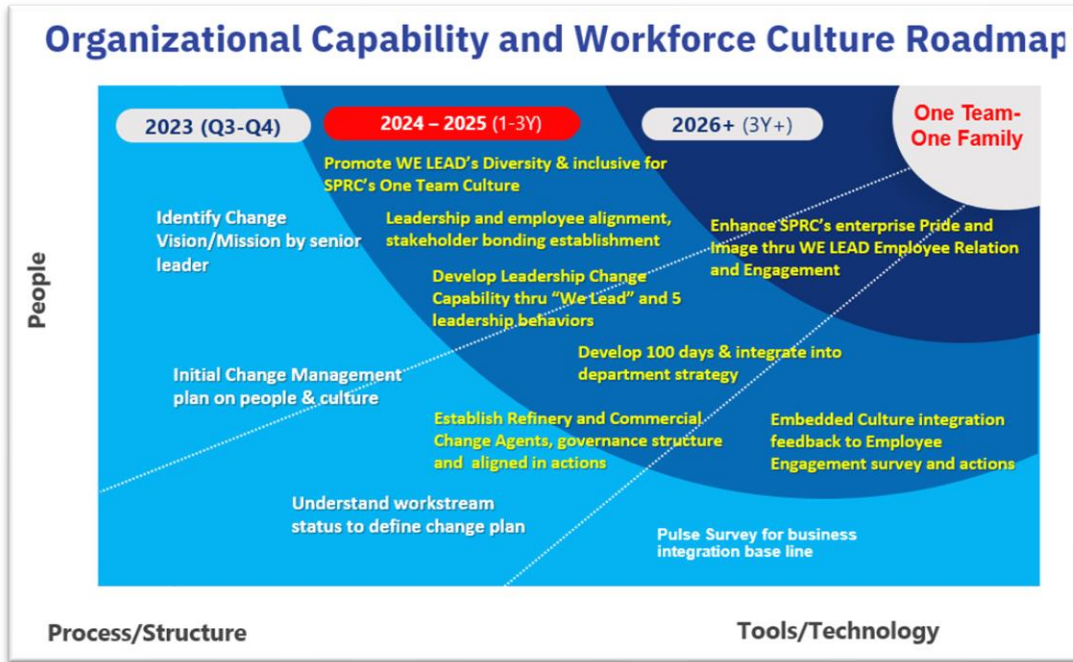 Organizational Capability and Workforce Culture Roadmap
2023 (Q3-Q4)
2024 – 2025 (1-3Y)
2026+ (3Y+)
One Team-
One Family
Promote WE LEAD's Diversity & inclusive for
SPRC's One Team Culture
Identify Change
Vision/Mission by senior
leader
Leadership and employee alignment,
stakeholder bonding establishment
Enhance SPRC's enterprise Pride and
Image thru WE LEAD Employee Relation
and Engagement
Develop Leadership Change
Capability thru “We Lead” and 5
leadership behaviors
People
Develop 100 days & integrate into
department strategy
Initial Change Management
plan on people & culture
Establish Refinery and Commercial
Change Agents, governance structure
and aligned in actions
Embedded Culture integration
feedback to Employee
Engagement survey and actions
Understand workstream
status to define change plan
Pulse Survey for business
integration base line
Process/Structure
Tools/Technology